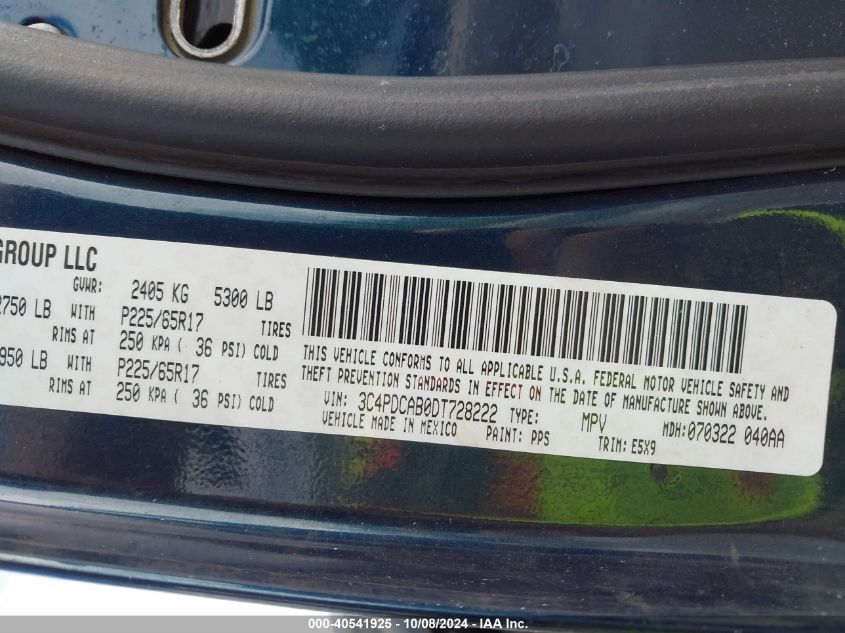 GROUP LLC
GVWR: 2405 KG 5300 LB
2750 LB WITH P225/65R17 TIRES
RIMS AT 250 KPA ( 36 PSI) COLD
950 LB WITH P225/65R17 TIRES
RIMS AT 250 KPA ( 36 PSI) COLD
THIS VEHICLE CONFORMS TO ALL APPLICABLE U.S.A. FEDERAL MOTOR VEHICLE SAFETY AND
THEFT PREVENTION STANDARDS IN EFFECT ON THE DATE OF MANUFACTURE SHOWN ABOVE.
VIN: 3C4PDCAB0DT728222 TYPE: MPV MDH:070322 040AA
VEHICLE MADE IN MEXICO PAINT: PPS TRIM: E5X9
000-40541925 - 10/08/2024 - IAA Inc.